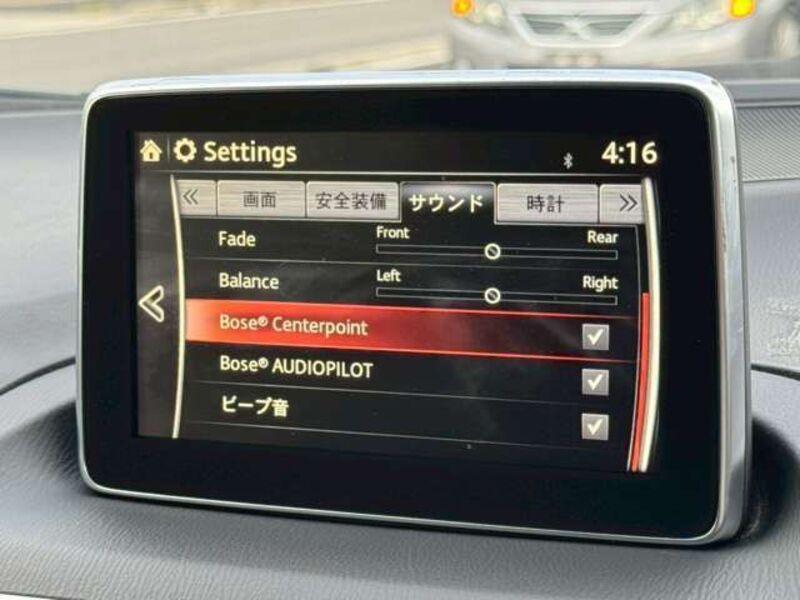 Settings 4:16
« 画面 安全装備 サウンド 時計 »
Fade Front Rear
Balance Left Right
Bose® Centerpoint
Bose® AUDIOPILOT
ビープ音